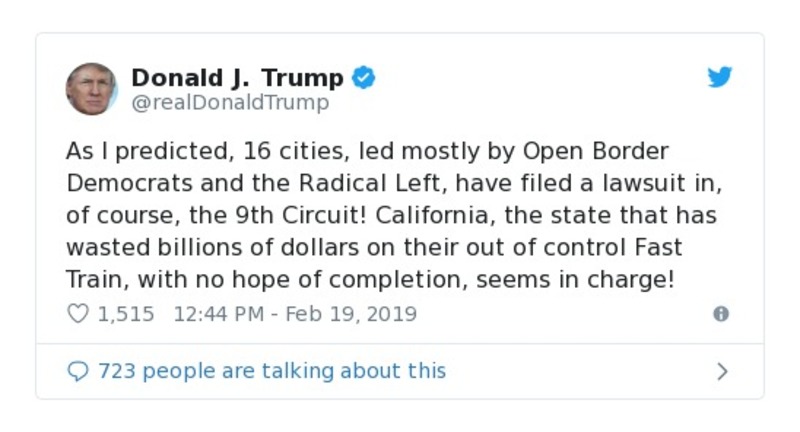 Donald J. Trump
@realDonaldTrump
As I predicted, 16 cities, led mostly by Open Border
Democrats and the Radical Left, have filed a lawsuit in,
of course, the 9th Circuit! California, the state that has
wasted billions of dollars on their out of control Fast
Train, with no hope of completion, seems in charge!
1,515 12:44 PM - Feb 19, 2019
723 people are talking about this